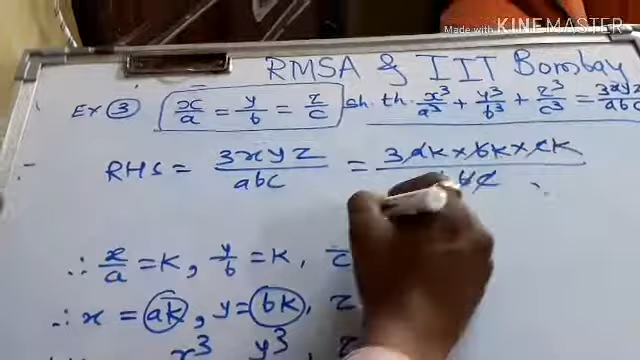 Made with KINEMASTER
RMSA & IIT Bombay
Ex ③ x/a = y/b = z/c sh. th. x³/a³ + y³/b³ + z³/c³ = 3xyz/abc
RHS = 3xyz/abc = 3ak×bk×ck/bc
∴ x/a = k, y/b = k, z/c
∴ x = ak, y = bk, z
x³ y³ z